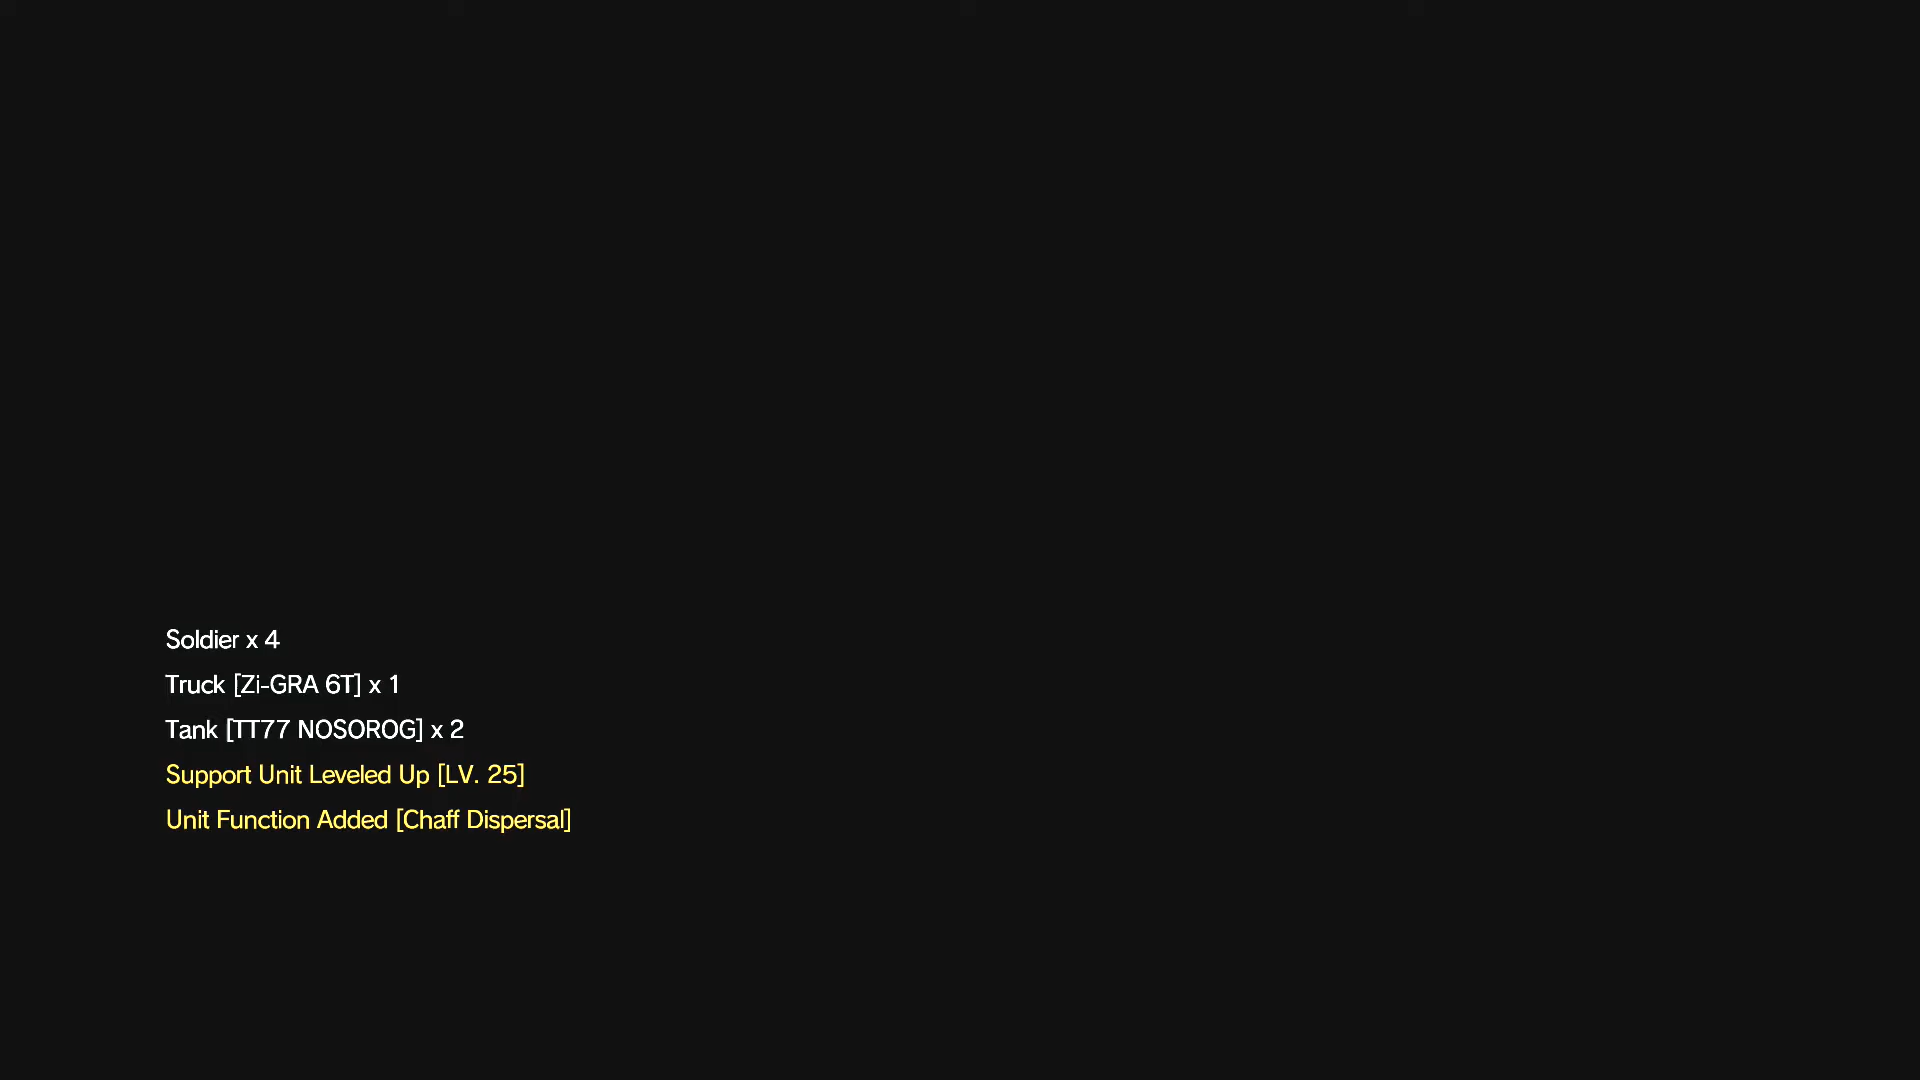 Soldier x 4
Truck [Zi-GRA 6T] x 1
Tank [TT77 NOSOROG] x 2
Support Unit Leveled Up [LV. 25]
Unit Function Added [Chaff Dispersal]